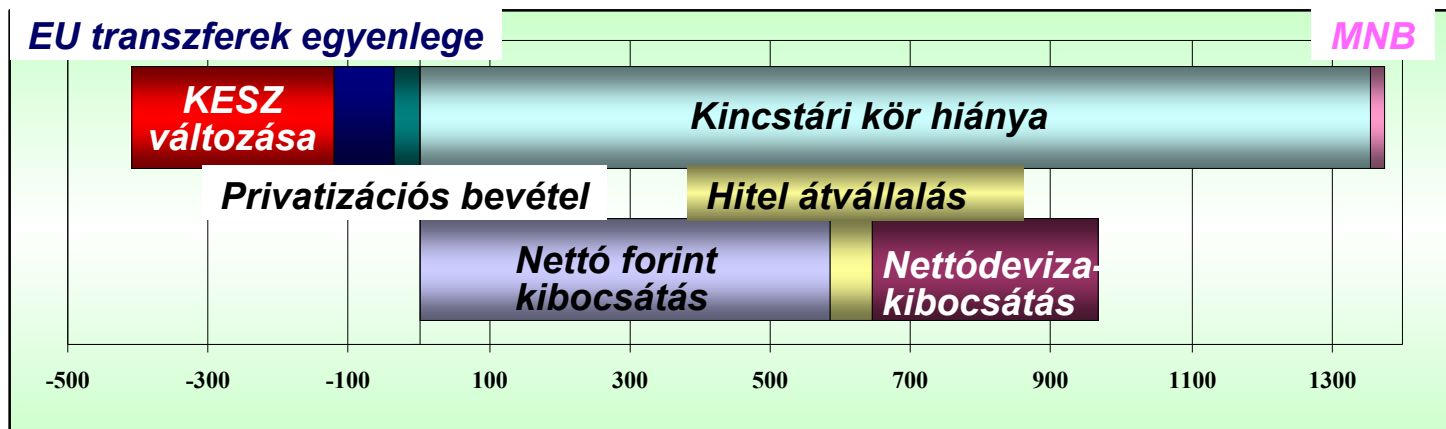 EU transzferek egyenlege
MNB
KESZ
változása
Kincstári kör hiánya
Privatizációs bevétel
Hitel átvállalás
Nettó forint
kibocsátás
Nettódeviza-
kibocsátás
-500 -300 -100 100 300 500 700 900 1100 1300